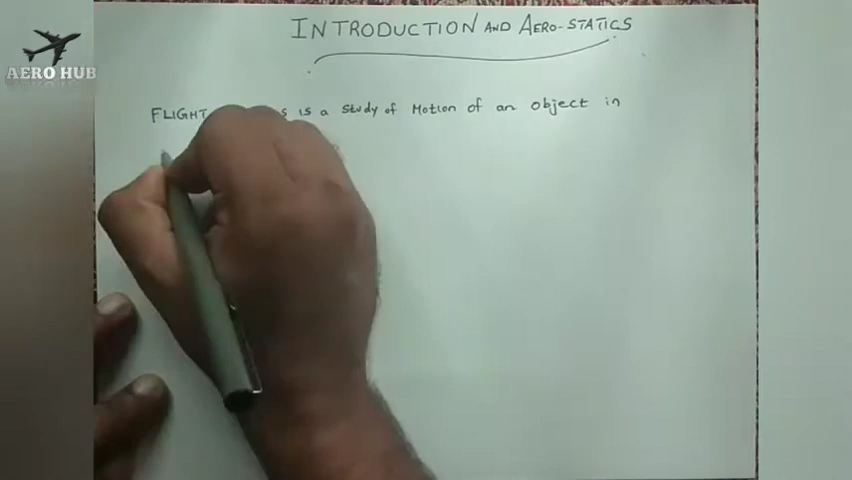 INTRODUCTION AND AERO-STATICS
AERO HUB
FLIGHT is a study of Motion of an object in